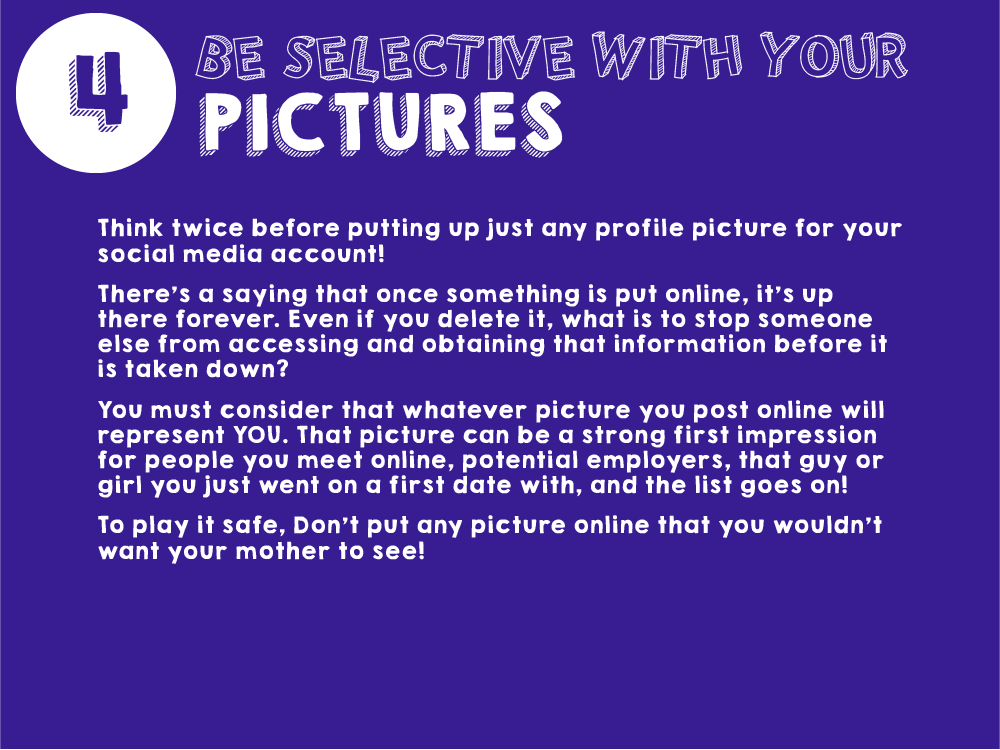 4
BE SELECTIVE WITH YOUR
PICTURES
Think twice before putting up just any profile picture for your
social media account!
There's a saying that once something is put online, it's up
there forever. Even if you delete it, what is to stop someone
else from accessing and obtaining that information before it
is taken down?
You must consider that whatever picture you post online will
represent YOU. That picture can be a strong first impression
for people you meet online, potential employers, that guy or
girl you just went on a first date with, and the list goes on!
To play it safe, Don't put any picture online that you wouldn't
want your mother to see!